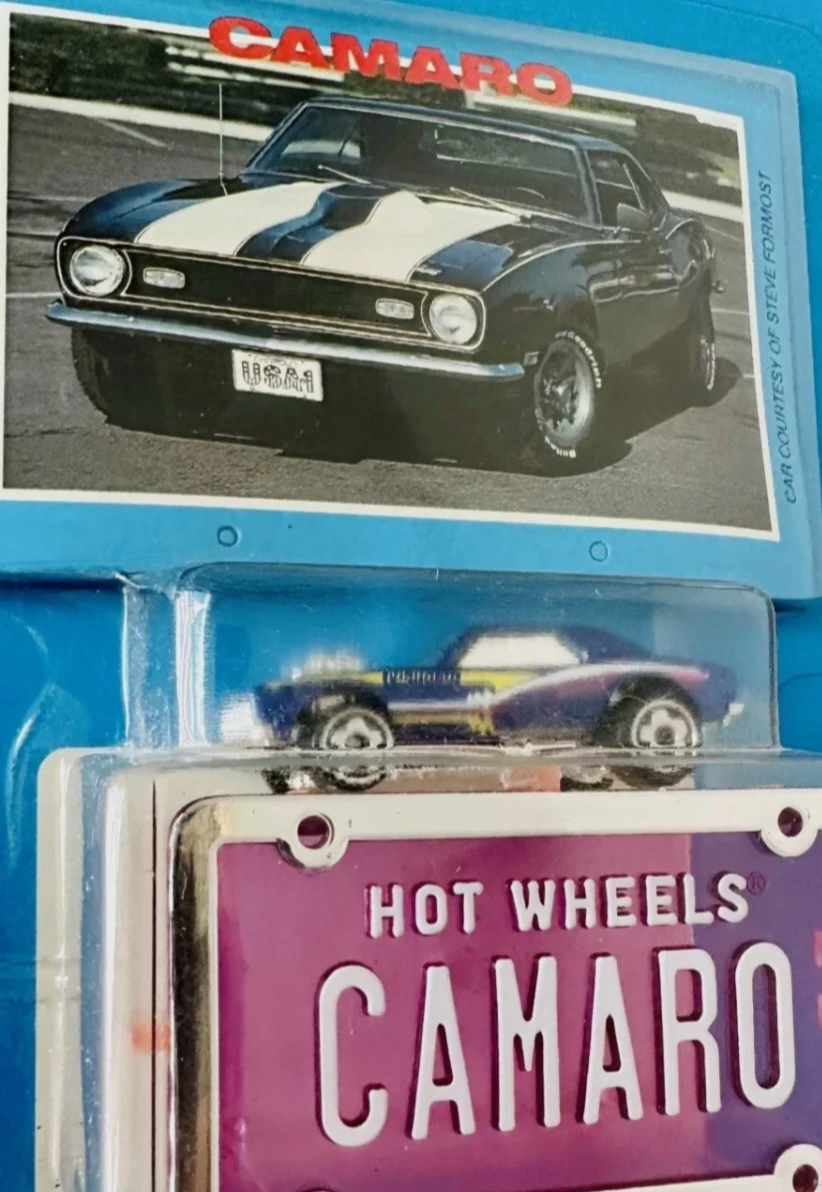 CAMARO
CAR COURTESY OF STEVE FORMOST
USA1
HOT WHEELS®
CAMARO